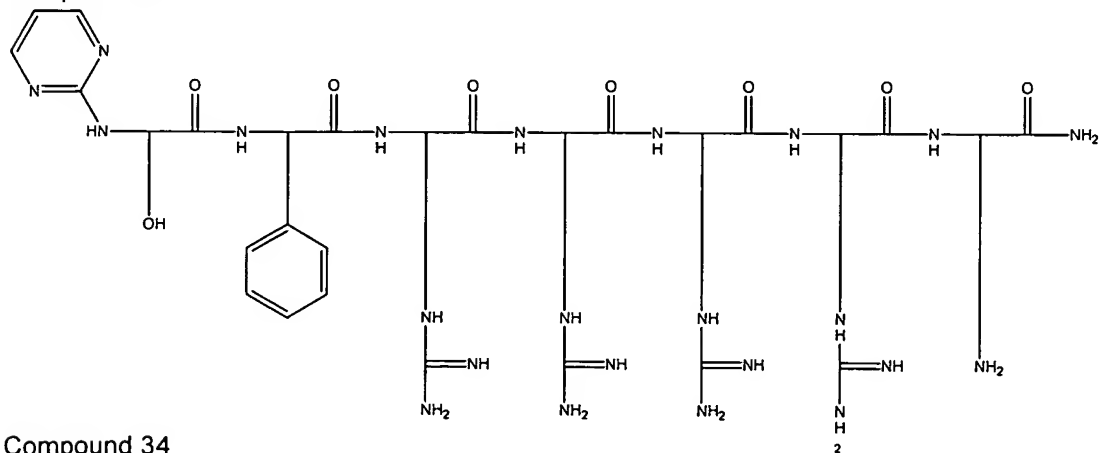 N
N
O O O O O O O
HN N H N H N H N H N H N H NH2
OH
NH NH NH N H
NH NH NH NH NH2
NH2 NH2 NH2 N H 2
Compound 34